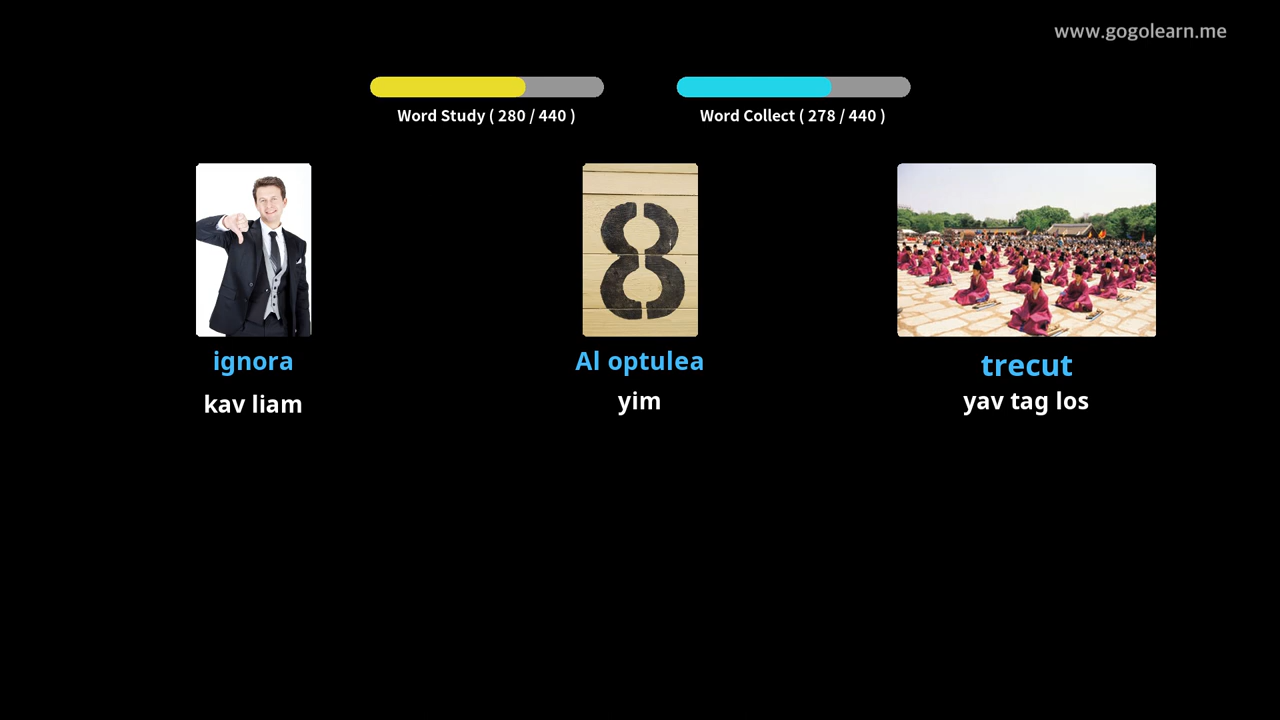 www.gogolearn.me
Word Study ( 280 / 440 )
Word Collect ( 278 / 440 )
8
ignora
kav liam
Al optulea
yim
trecut
yav tag los